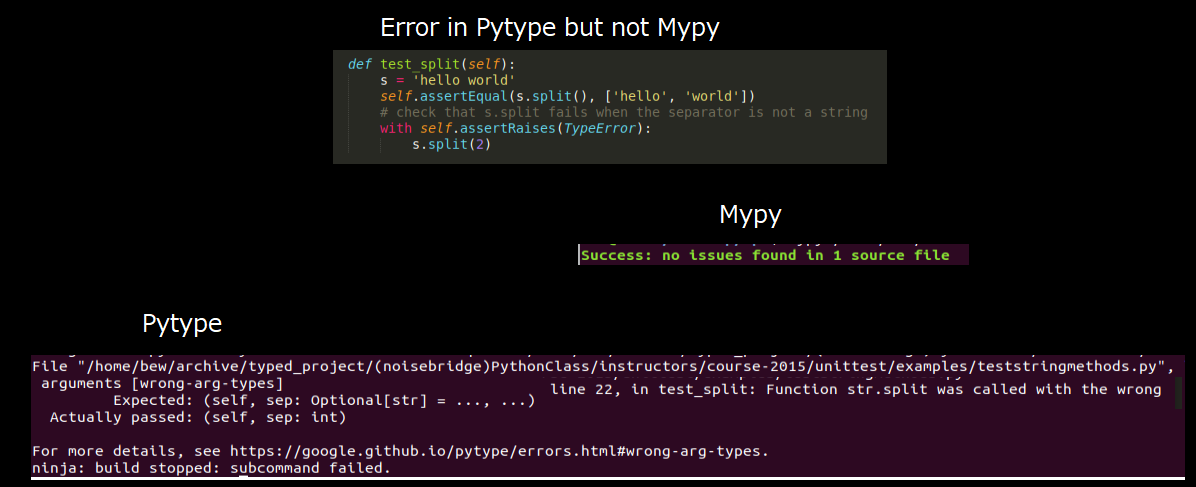 Error in Pytype but not Mypy
def test_split(self):
s = 'hello world'
self.assertEqual(s.split(), ['hello', 'world'])
# check that s.split fails when the separator is not a string
with self.assertRaises(TypeError):
s.split(2)
Mypy
Success: no issues found in 1 source file
Pytype
File "/home/bew/archive/typed_project/(noisebridge)PythonClass/instructors/course-2015/unittest/examples/teststringmethods.py",
arguments [wrong-arg-types]
line 22, in test_split: Function str.split was called with the wrong
Expected: (self, sep: Optional[str] = ..., ...)
Actually passed: (self, sep: int)
For more details, see https://google.github.io/pytype/errors.html#wrong-arg-types.
ninja: build stopped: subcommand failed.